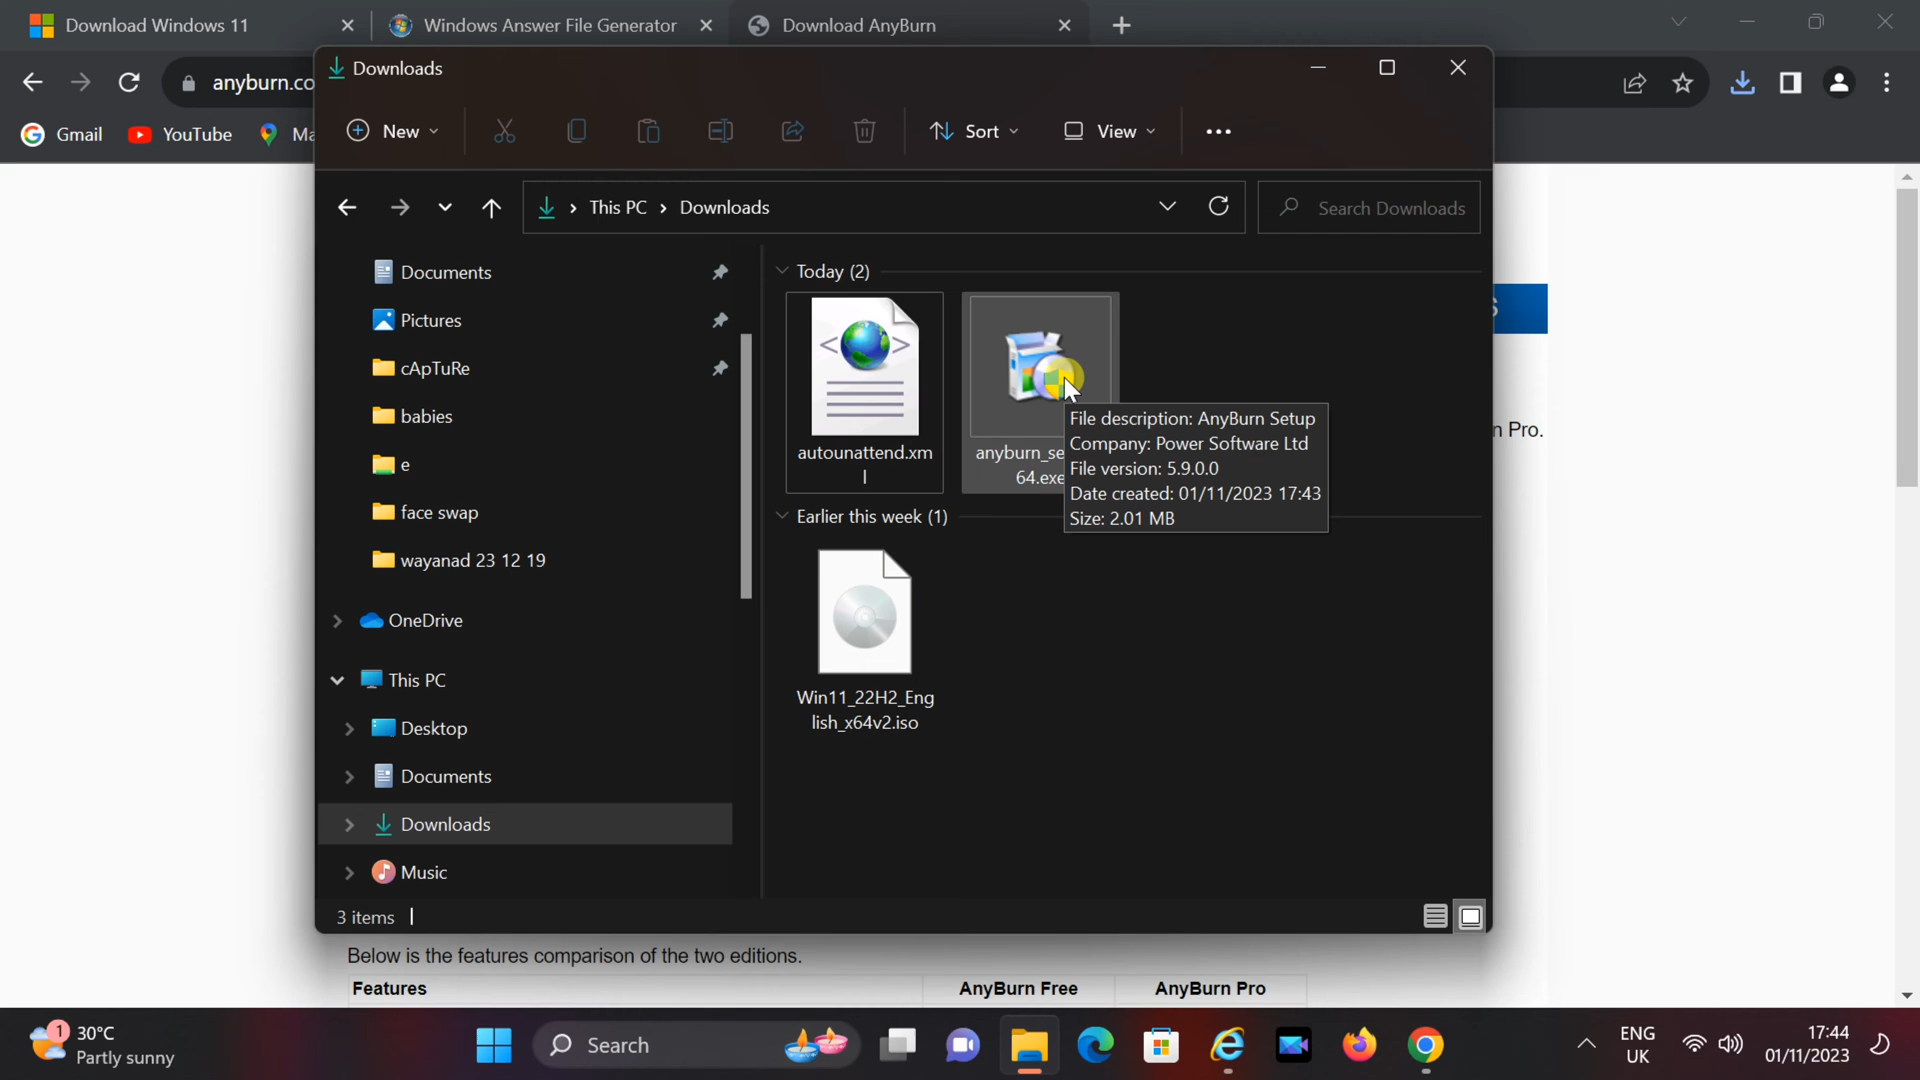 Download Windows 11
Windows Answer File Generator
Download AnyBurn
anyburn.co
Gmail
YouTube
Ma
Downloads
New
Sort
View
This PC
Downloads
Search Downloads
Documents
Pictures
cApTuRe
babies
e
face swap
wayanad 23 12 19
OneDrive
This PC
Desktop
Documents
Downloads
Music
Today (2)
autounattend.xm
l
anyburn_se
64.exe
File description: AnyBurn Setup
Company: Power Software Ltd
File version: 5.9.0.0
Date created: 01/11/2023 17:43
Size: 2.01 MB
Earlier this week (1)
Win11_22H2_Eng
lish_x64v2.iso
3 items
n Pro.
Below is the features comparison of the two editions.
Features
AnyBurn Free
AnyBurn Pro
1
30°C
Partly sunny
Search
ENG
UK
17:44
01/11/2023